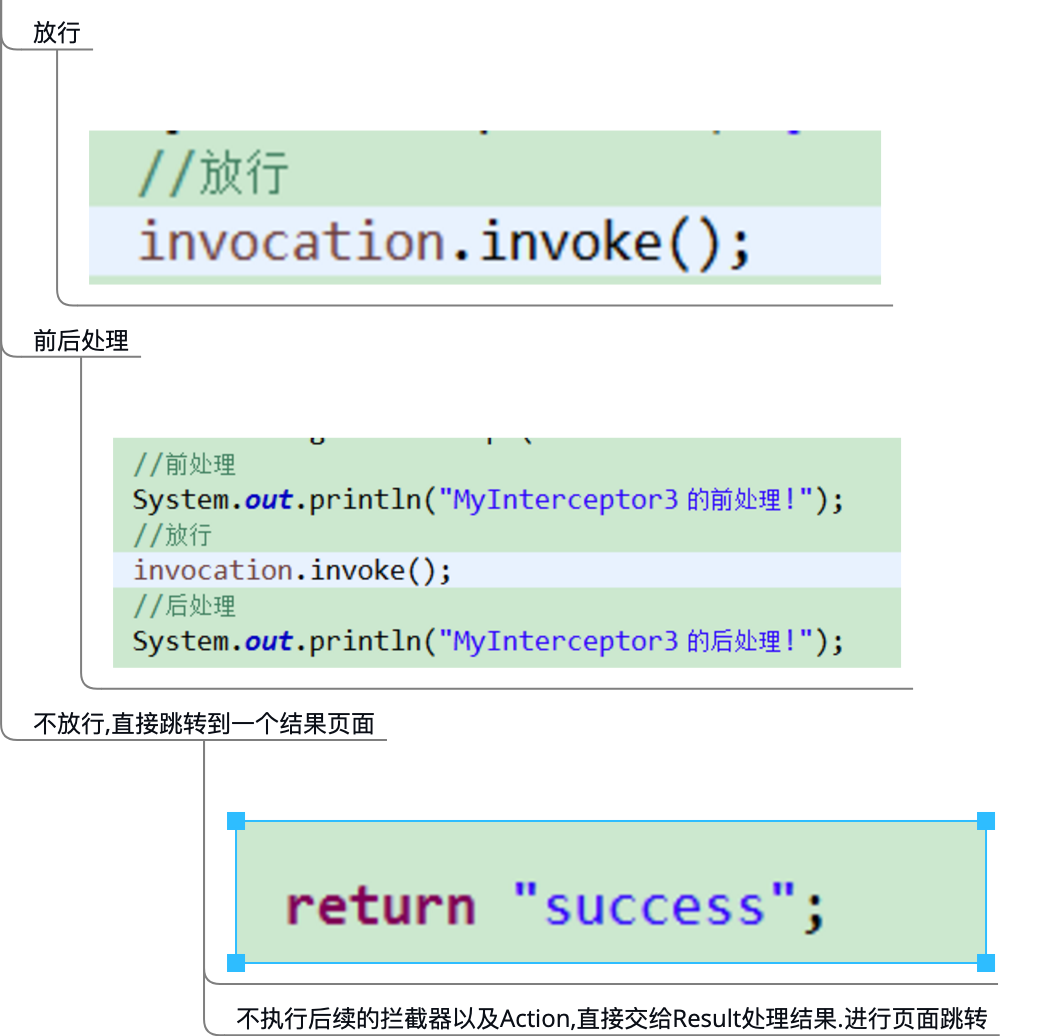 放行
//放行
invocation.invoke();
前后处理
//前处理
System.out.println("MyInterceptor3 的前处理!");
//放行
invocation.invoke();
//后处理
System.out.println("MyInterceptor3 的后处理!");
不放行,直接跳转到一个结果页面
return "success";
不执行后续的拦截器以及Action,直接交给Result处理结果.进行页面跳转